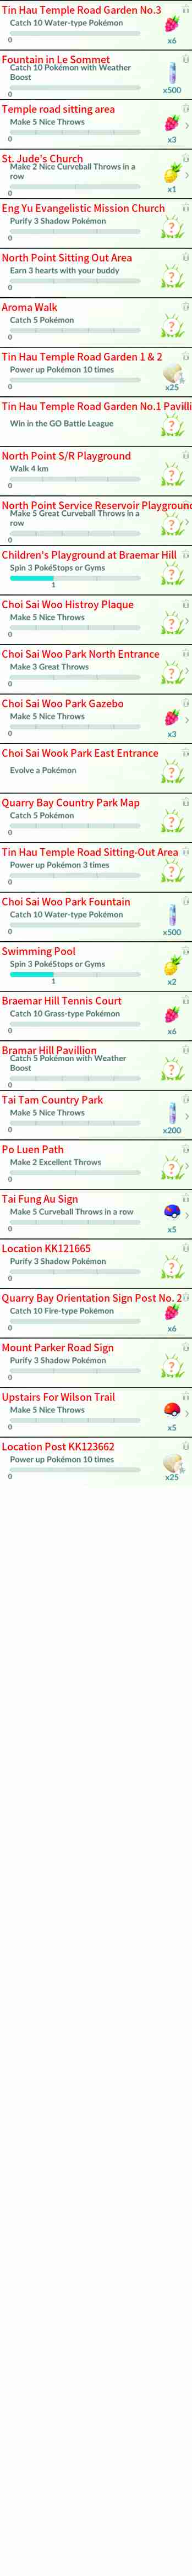 Tin Hau Temple Road Garden No.3
Catch 10 Water-type Pokémon
0
x6
Fountain in Le Sommet
Catch 10 Pokémon with Weather
Boost
0
x500
Temple road sitting area
Make 5 Nice Throws
0
x3
St. Jude's Church
Make 2 Nice Curveball Throws in a
row
0
x1
Eng Yu Evangelistic Mission Church
Purify 3 Shadow Pokémon
?
0
North Point Sitting Out Area
Earn 3 hearts with your buddy
?
0
Aroma Walk
Catch 5 Pokémon
?
0
Tin Hau Temple Road Garden 1 & 2
Power up Pokémon 10 times
0
x25
Tin Hau Temple Road Garden No.1 Pavilli
Win in the GO Battle League
?
North Point S/R Playground
Walk 4 km
?
0
North Point Service Reservoir Playground
Make 5 Great Curveball Throws in a
row
?
0
Children's Playground at Braemar Hill
Spin 3 PokéStops or Gyms
?
1
Choi Sai Woo Histroy Plaque
Make 5 Nice Throws
?
0
Choi Sai Woo Park North Entrance
Make 3 Great Throws
?
0
Choi Sai Woo Park Gazebo
Make 5 Nice Throws
0
x3
Choi Sai Wook Park East Entrance
Evolve a Pokémon
?
Quarry Bay Country Park Map
Catch 5 Pokémon
?
0
Tin Hau Temple Road Sitting-Out Area
Power up Pokémon 3 times
?
0
Choi Sai Woo Park Fountain
Catch 10 Water-type Pokémon
0
x500
Swimming Pool
Spin 3 PokéStops or Gyms
1
x2
Braemar Hill Tennis Court
Catch 10 Grass-type Pokémon
0
x6
Bramar Hill Pavillion
Catch 5 Pokémon with Weather
Boost
?
0
Tai Tam Country Park
Make 5 Nice Throws
0
x200
Po Luen Path
Make 2 Excellent Throws
?
0
Tai Fung Au Sign
Make 5 Curveball Throws in a row
0
x5
Location KK121665
Purify 3 Shadow Pokémon
?
0
Quarry Bay Orientation Sign Post No. 2
Catch 10 Fire-type Pokémon
0
x6
Mount Parker Road Sign
Purify 3 Shadow Pokémon
?
0
Upstairs For Wilson Trail
Make 5 Nice Throws
0
x5
Location Post KK123662
Power up Pokémon 10 times
0
x25